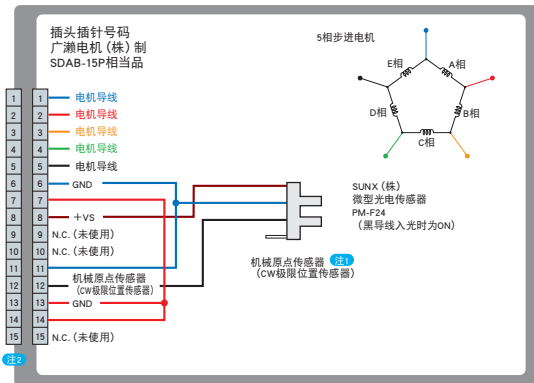 插头插针号码
广濑电机（株）制
SDAB-15P相当品
5相步进电机
E相
A相
D相
B相
C相
1 1 电机导线
2 2 电机导线
3 3 电机导线
4 4 电机导线
5 5 电机导线
6 6 GND
7 7
8 8 +VS
9 9 N.C.（未使用）
10 10 N.C.（未使用）
11 11
12 12 机械原点传感器
（CW极限位置传感器）
13 13 GND
14 14
15 15 N.C.（未使用）
注2
SUNX（株）
微型光电传感器
PM-F24
（黑导线入光时为ON）
机械原点传感器 注1
（CW极限位置传感器）